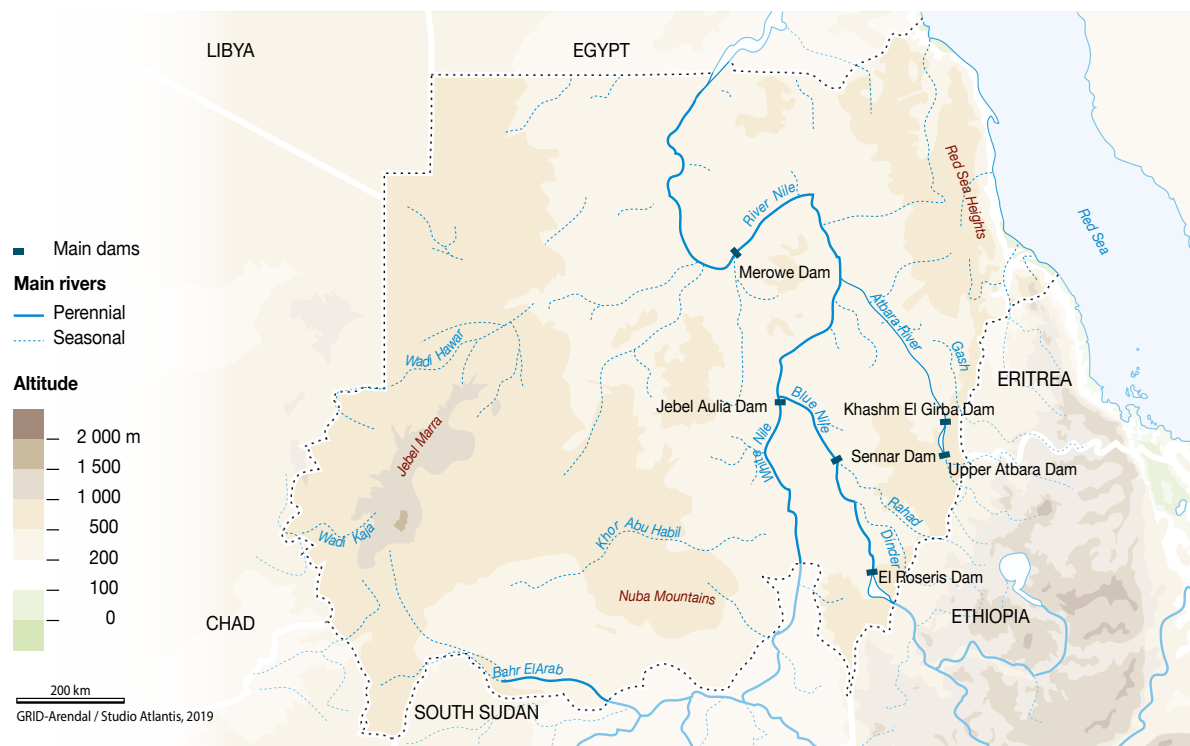 LIBYA
EGYPT
Red Sea Heights
Red Sea
River Nile
Main dams
Main rivers
Perennial
Seasonal
Merowe Dam
Atbara River
Wadi Hawar
Gash
ERITREA
Altitude
2 000 m
1 500
1 000
500
200
100
0
Jebel Aulia Dam
Blue Nile
Khashm El Girba Dam
Jebel Marra
White Nile
Sennar Dam
Upper Atbara Dam
Rahad
Wadi Kaja
Khor Abu Habil
Dinder
El Roseris Dam
Nuba Mountains
CHAD
ETHIOPIA
Bahr ElArab
200 km
GRID-Arendal / Studio Atlantis, 2019
SOUTH SUDAN